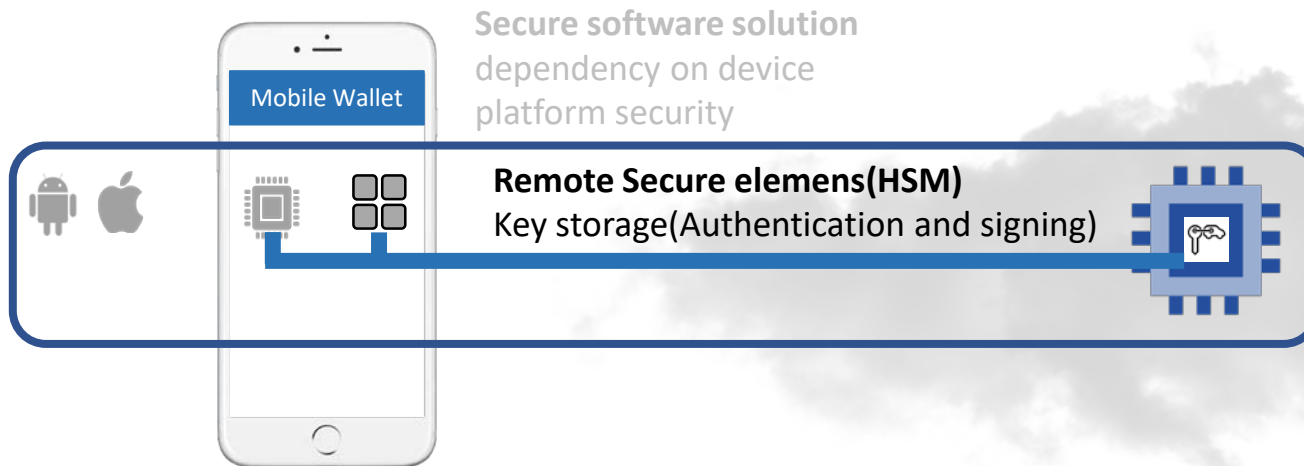 Secure software solution
dependency on device
platform security
Mobile Wallet
Remote Secure elemens(HSM)
Key storage(Authentication and signing)